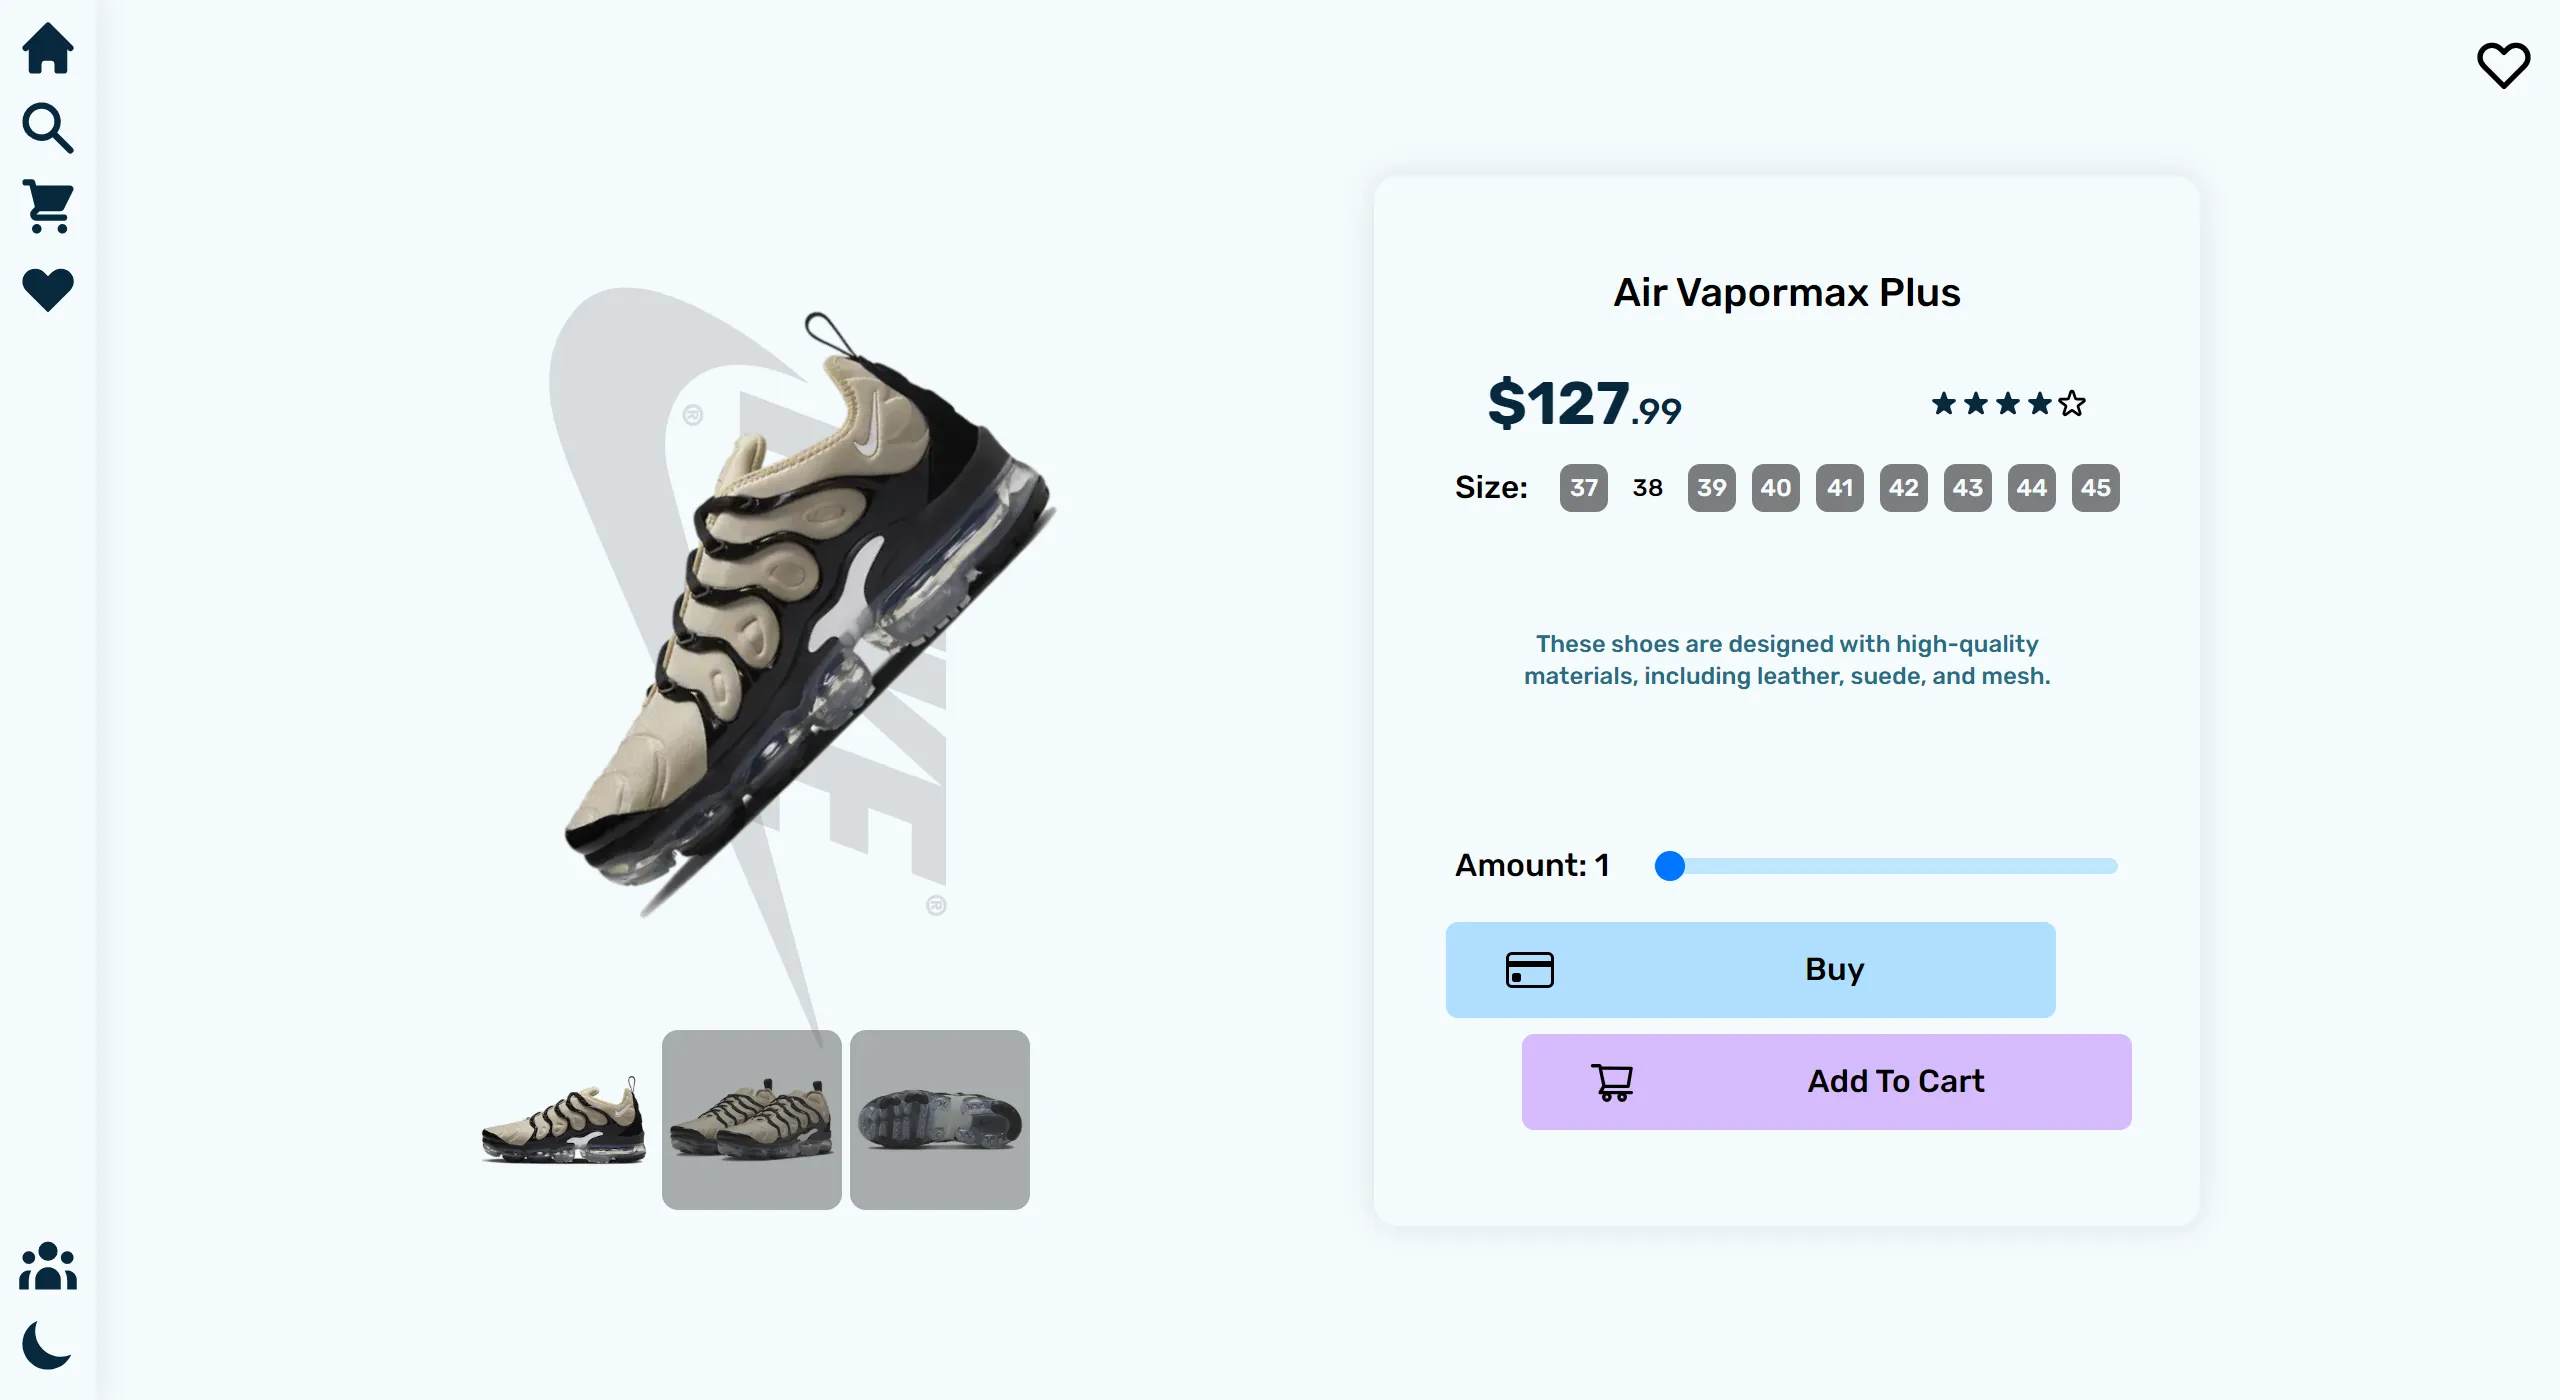 Air Vapormax Plus
$127.99
Size: 37 38 39 40 41 42 43 44 45
These shoes are designed with high-quality
materials, including leather, suede, and mesh.
Amount: 1
Buy
Add To Cart
®
®